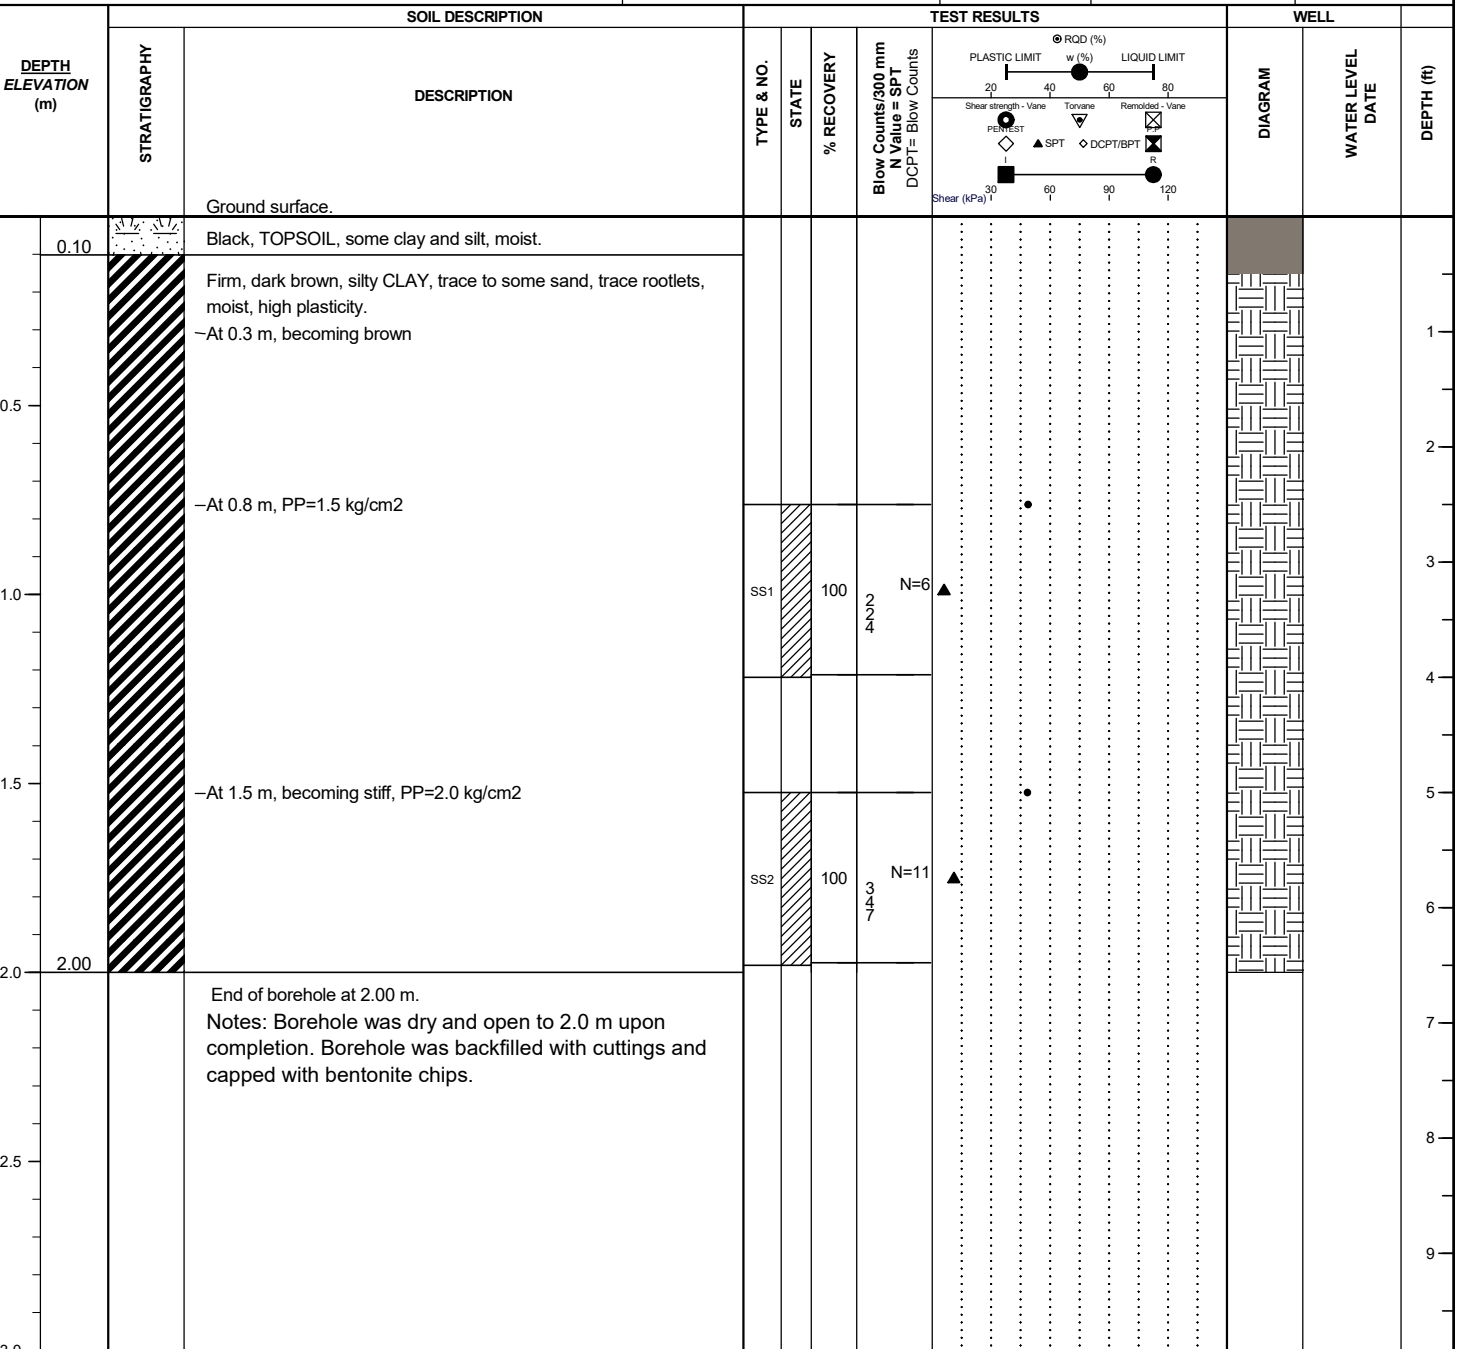 SOIL DESCRIPTION
TEST RESULTS
WELL
DEPTH
ELEVATION
(m)
STRATIGRAPHY
DESCRIPTION
TYPE & NO.
STATE
% RECOVERY
Blow Counts/300 mm
N Value = SPT
DCPT= Blow Counts
RQD (%)
PLASTIC LIMIT w (%) LIQUID LIMIT
20 40 60 80
Shear strength - Vane Torvane Remolded - Vane
PENTEST P.P
SPT DCPT/BPT
I R
Shear (kPa) 30 60 90 120
DIAGRAM
WATER LEVEL
DATE
DEPTH (ft)
Ground surface.
0.10
Black, TOPSOIL, some clay and silt, moist.
Firm, dark brown, silty CLAY, trace to some sand, trace rootlets,
moist, high plasticity.
At 0.3 m, becoming brown
1
0.5
2
At 0.8 m, PP=1.5 kg/cm2
3
1.0
SS1
100
2
2
4
N=6
4
1.5
At 1.5 m, becoming stiff, PP=2.0 kg/cm2
5
SS2
100
3
4
7
N=11
6
2.00
2.0
End of borehole at 2.00 m.
Notes: Borehole was dry and open to 2.0 m upon
completion. Borehole was backfilled with cuttings and
capped with bentonite chips.
7
8
2.5
9